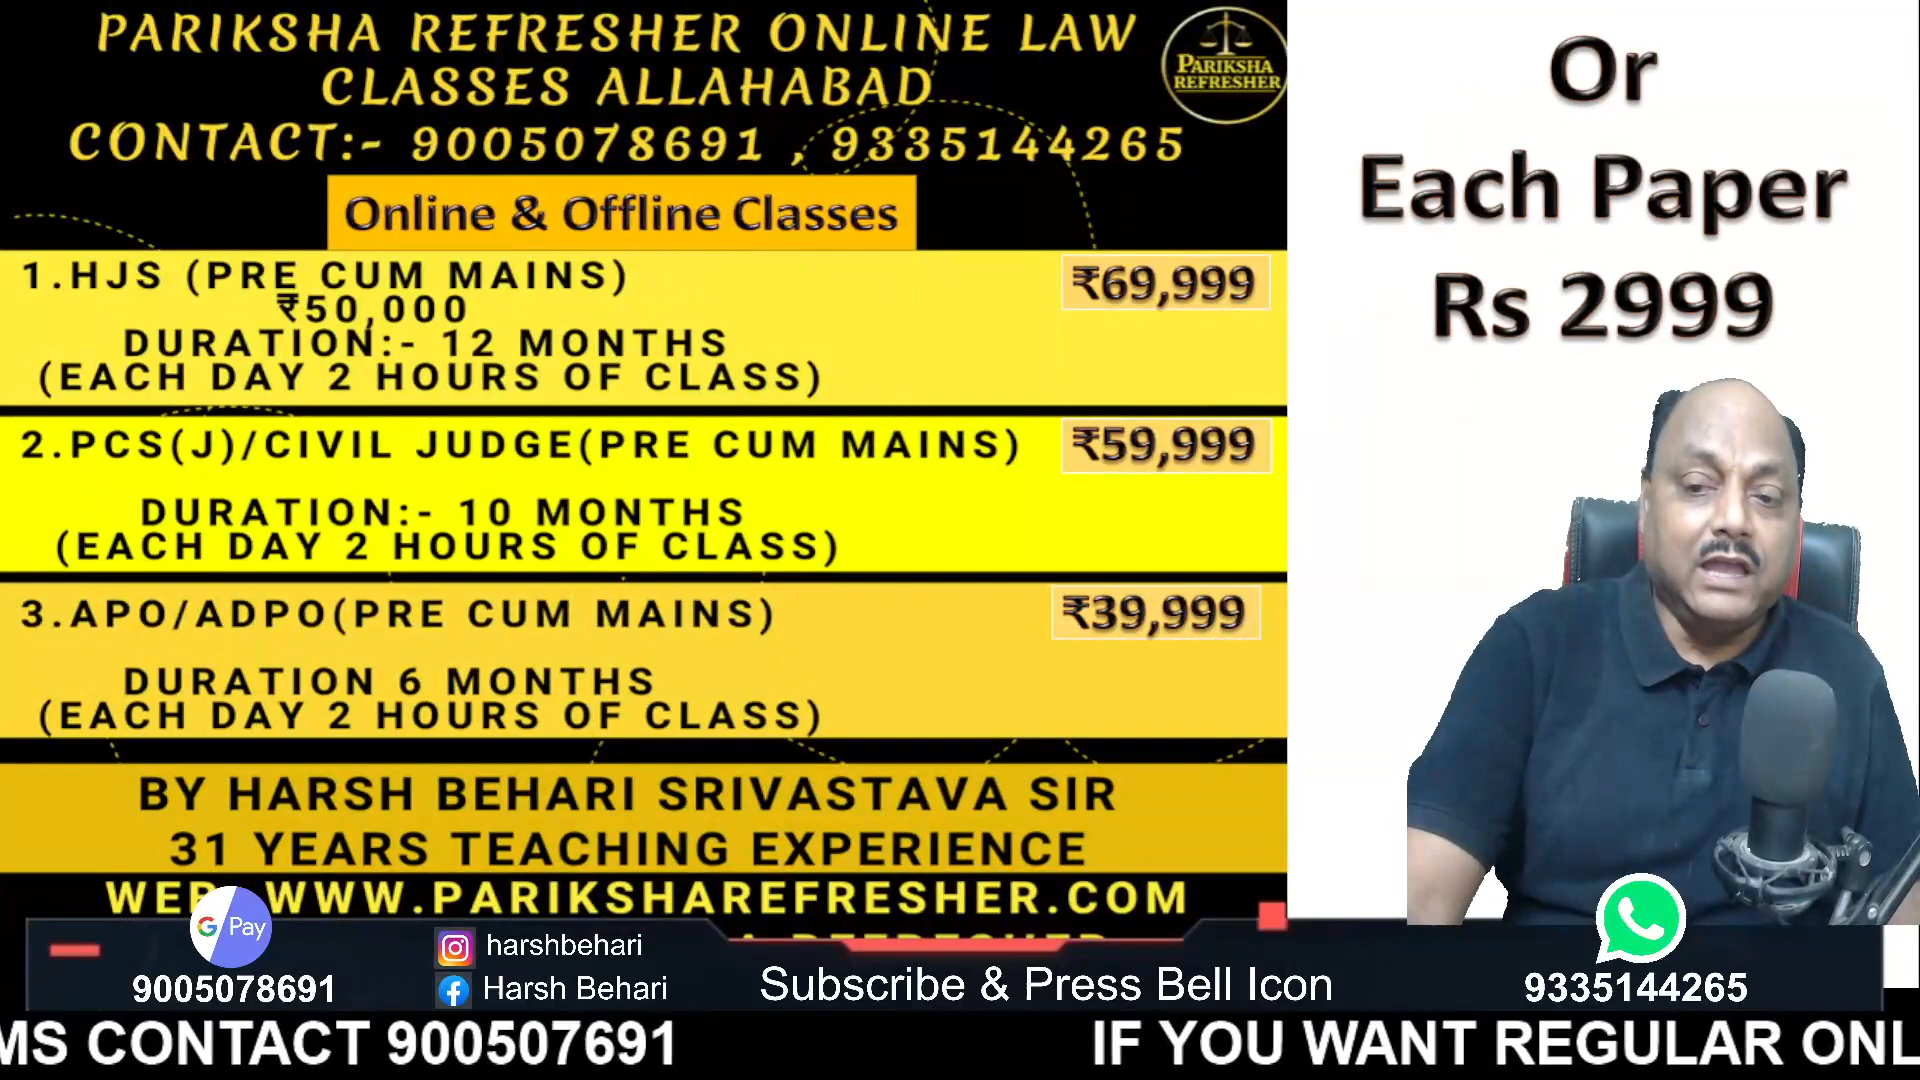 PARIKSHA REFRESHER ONLINE LAW
CLASSES ALLAHABAD
CONTACT:- 9005078691 , 9335144265
PARIKSHA
REFRESHER
Online & Offline Classes
1.HJS (PRE CUM MAINS)
₹69,999
₹50,000
DURATION:- 12 MONTHS
(EACH DAY 2 HOURS OF CLASS)
2.PCS(J)/CIVIL JUDGE(PRE CUM MAINS)
₹59,999
DURATION:- 10 MONTHS
(EACH DAY 2 HOURS OF CLASS)
3.APO/ADPO(PRE CUM MAINS)
₹39,999
DURATION 6 MONTHS
(EACH DAY 2 HOURS OF CLASS)
BY HARSH BEHARI SRIVASTAVA SIR
31 YEARS TEACHING EXPERIENCE
WWW.PARIKSHAREFRESHER.COM
Or
Each Paper
Rs 2999
G Pay
9005078691
harshbehari
Harsh Behari
Subscribe & Press Bell Icon
9335144265
MS CONTACT 900507691
IF YOU WANT REGULAR ONL